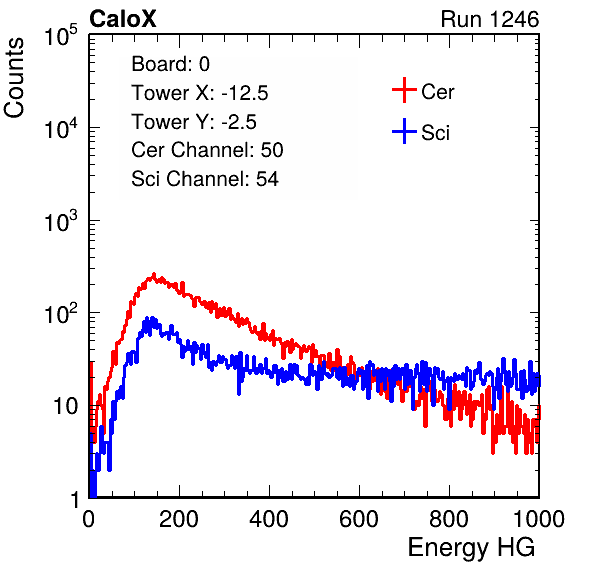 CaloX Run 1246
Counts
10^5
10^4
10^3
10^2
10
1
Board: 0
Tower X: -12.5
Tower Y: -2.5
Cer Channel: 50
Sci Channel: 54
Cer
Sci
0 200 400 600 800 1000
Energy HG